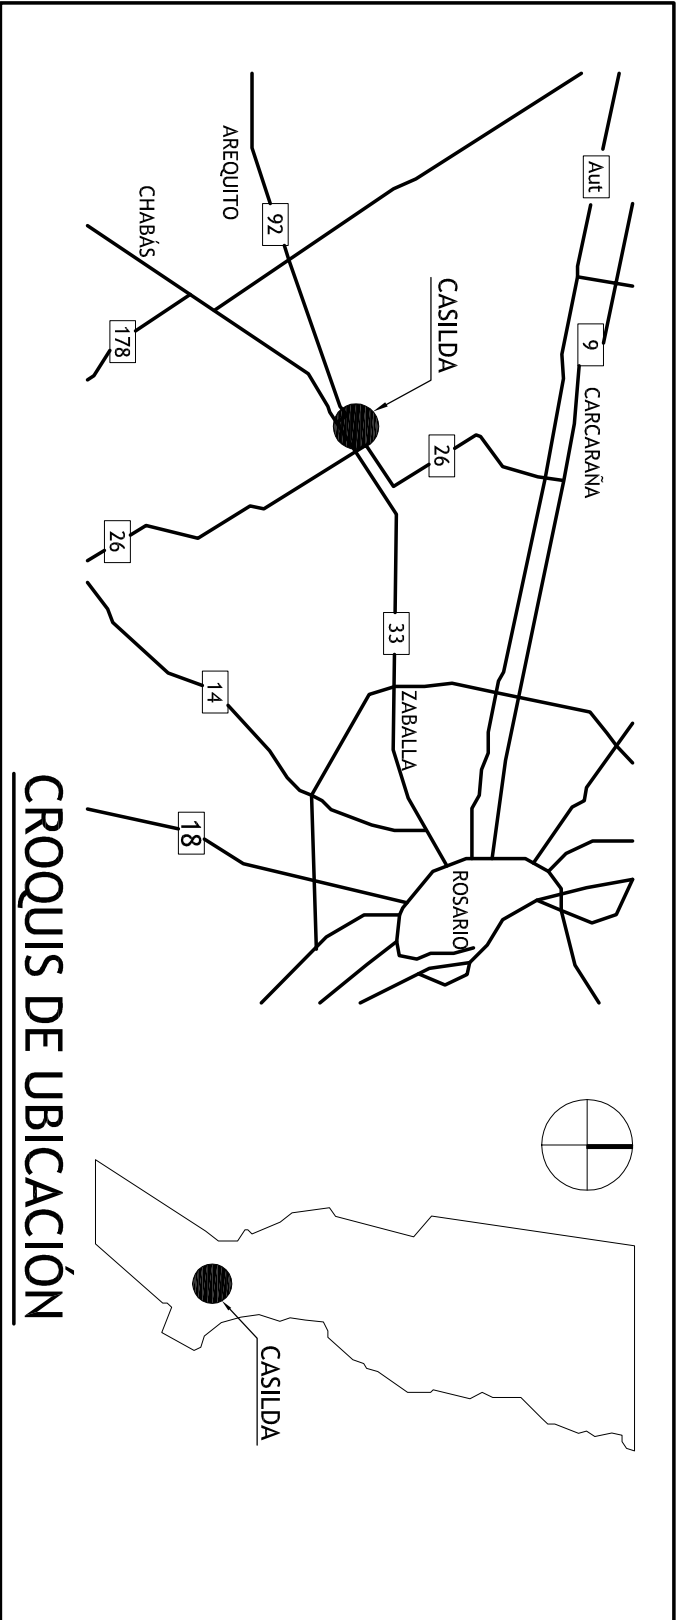 Aut
9
CARCARAÑA
ROSARIO
CASILDA
26
ZABALLA
33
92
CASILDA
AREQUITO
14
18
CHABÁS
178
26
CROQUIS DE UBICACIÓN